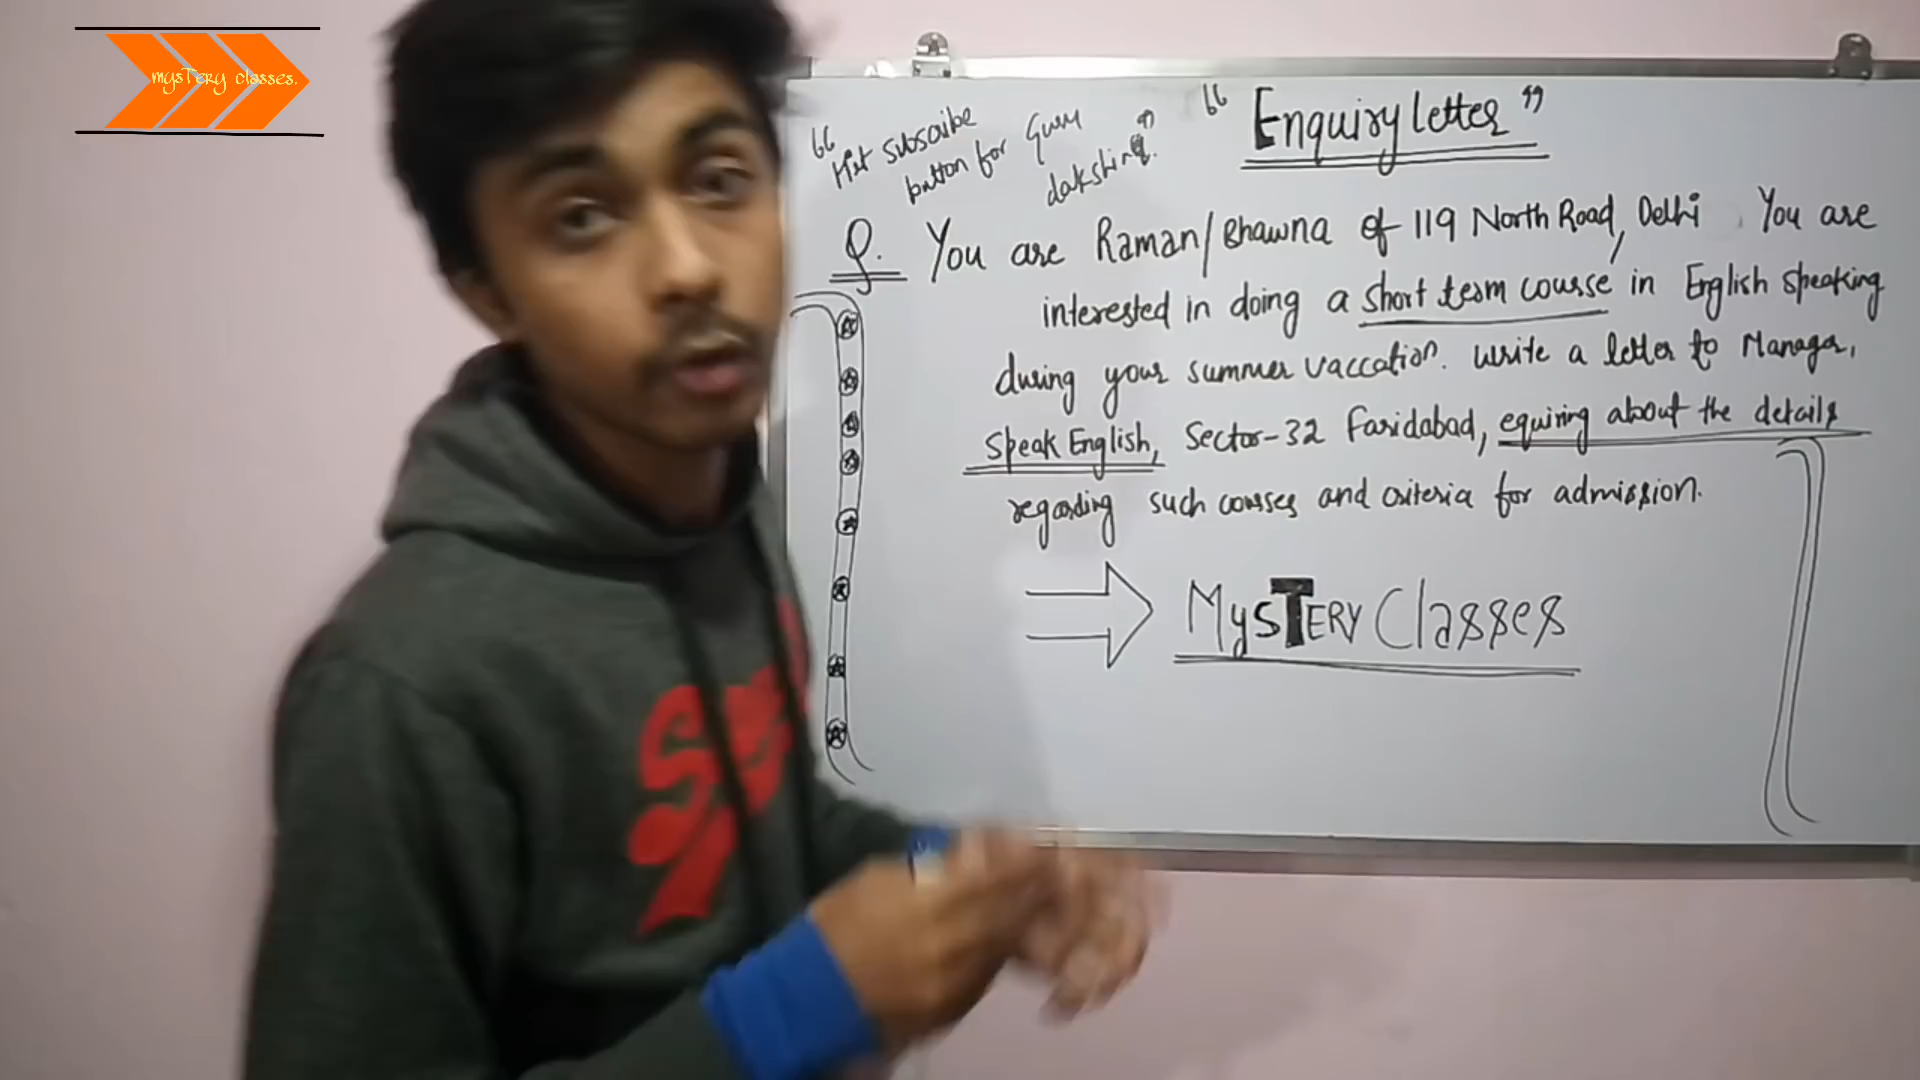 mysTERY classes.
"Hit subscribe
button for Guru
dakshina"
"Enquiry letter"
Q. You are Raman/Bhawna of 119 North Road, Delhi. You are
interested in doing a short term course in English speaking
during your summer vaccation. write a letter to Manager,
Speak English, Sector-32 Faridabad, equiring about the details
regarding such courses and criteria for admission.
MysTERY Classes